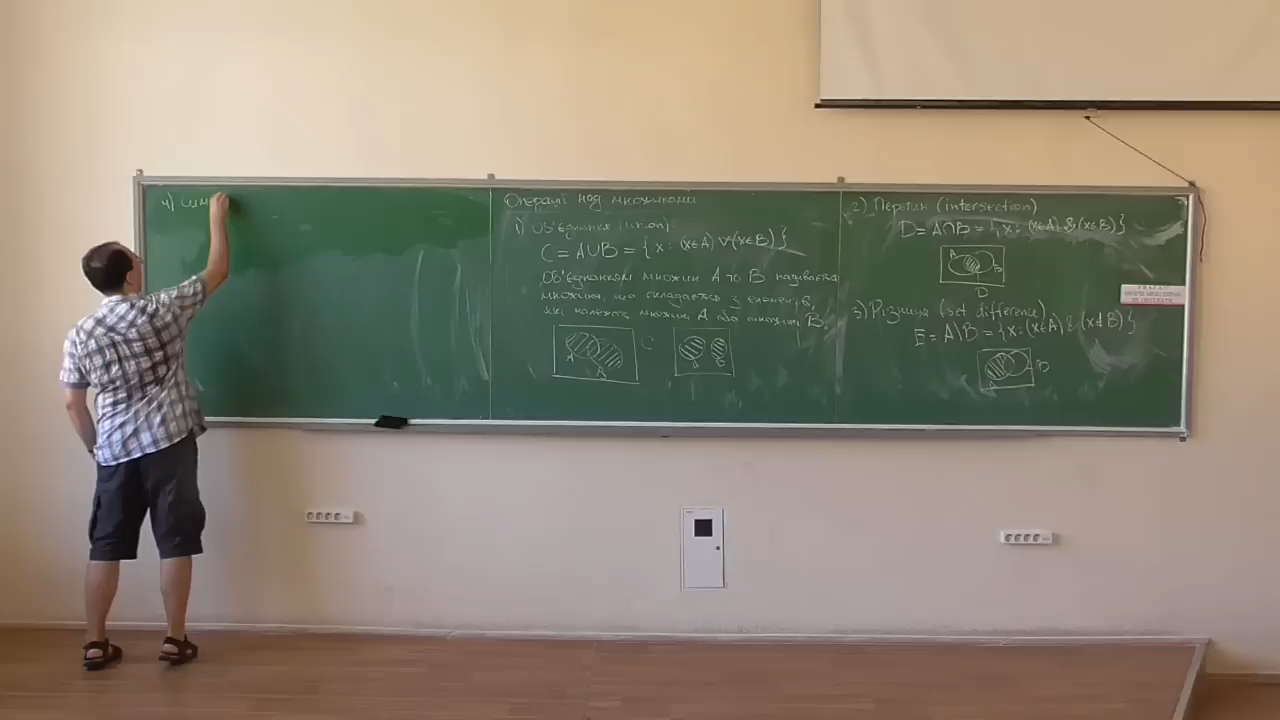 4) сим
Операції над множинами
1) Об'єднання (union)
C = A∪B = {x : (x∈A) ∨ (x∈B)}
Об'єднанням множин A та B називається
множина, що складається з елементів,
які належать множині A або множині B.
A B C
A B
2) Перетин (intersection)
D = A∩B = {x : (x∈A) & (x∈B)}
A B
D
3) Різниця (set difference)
E = A\B = {x : (x∈A) & (x∉B)}
A B